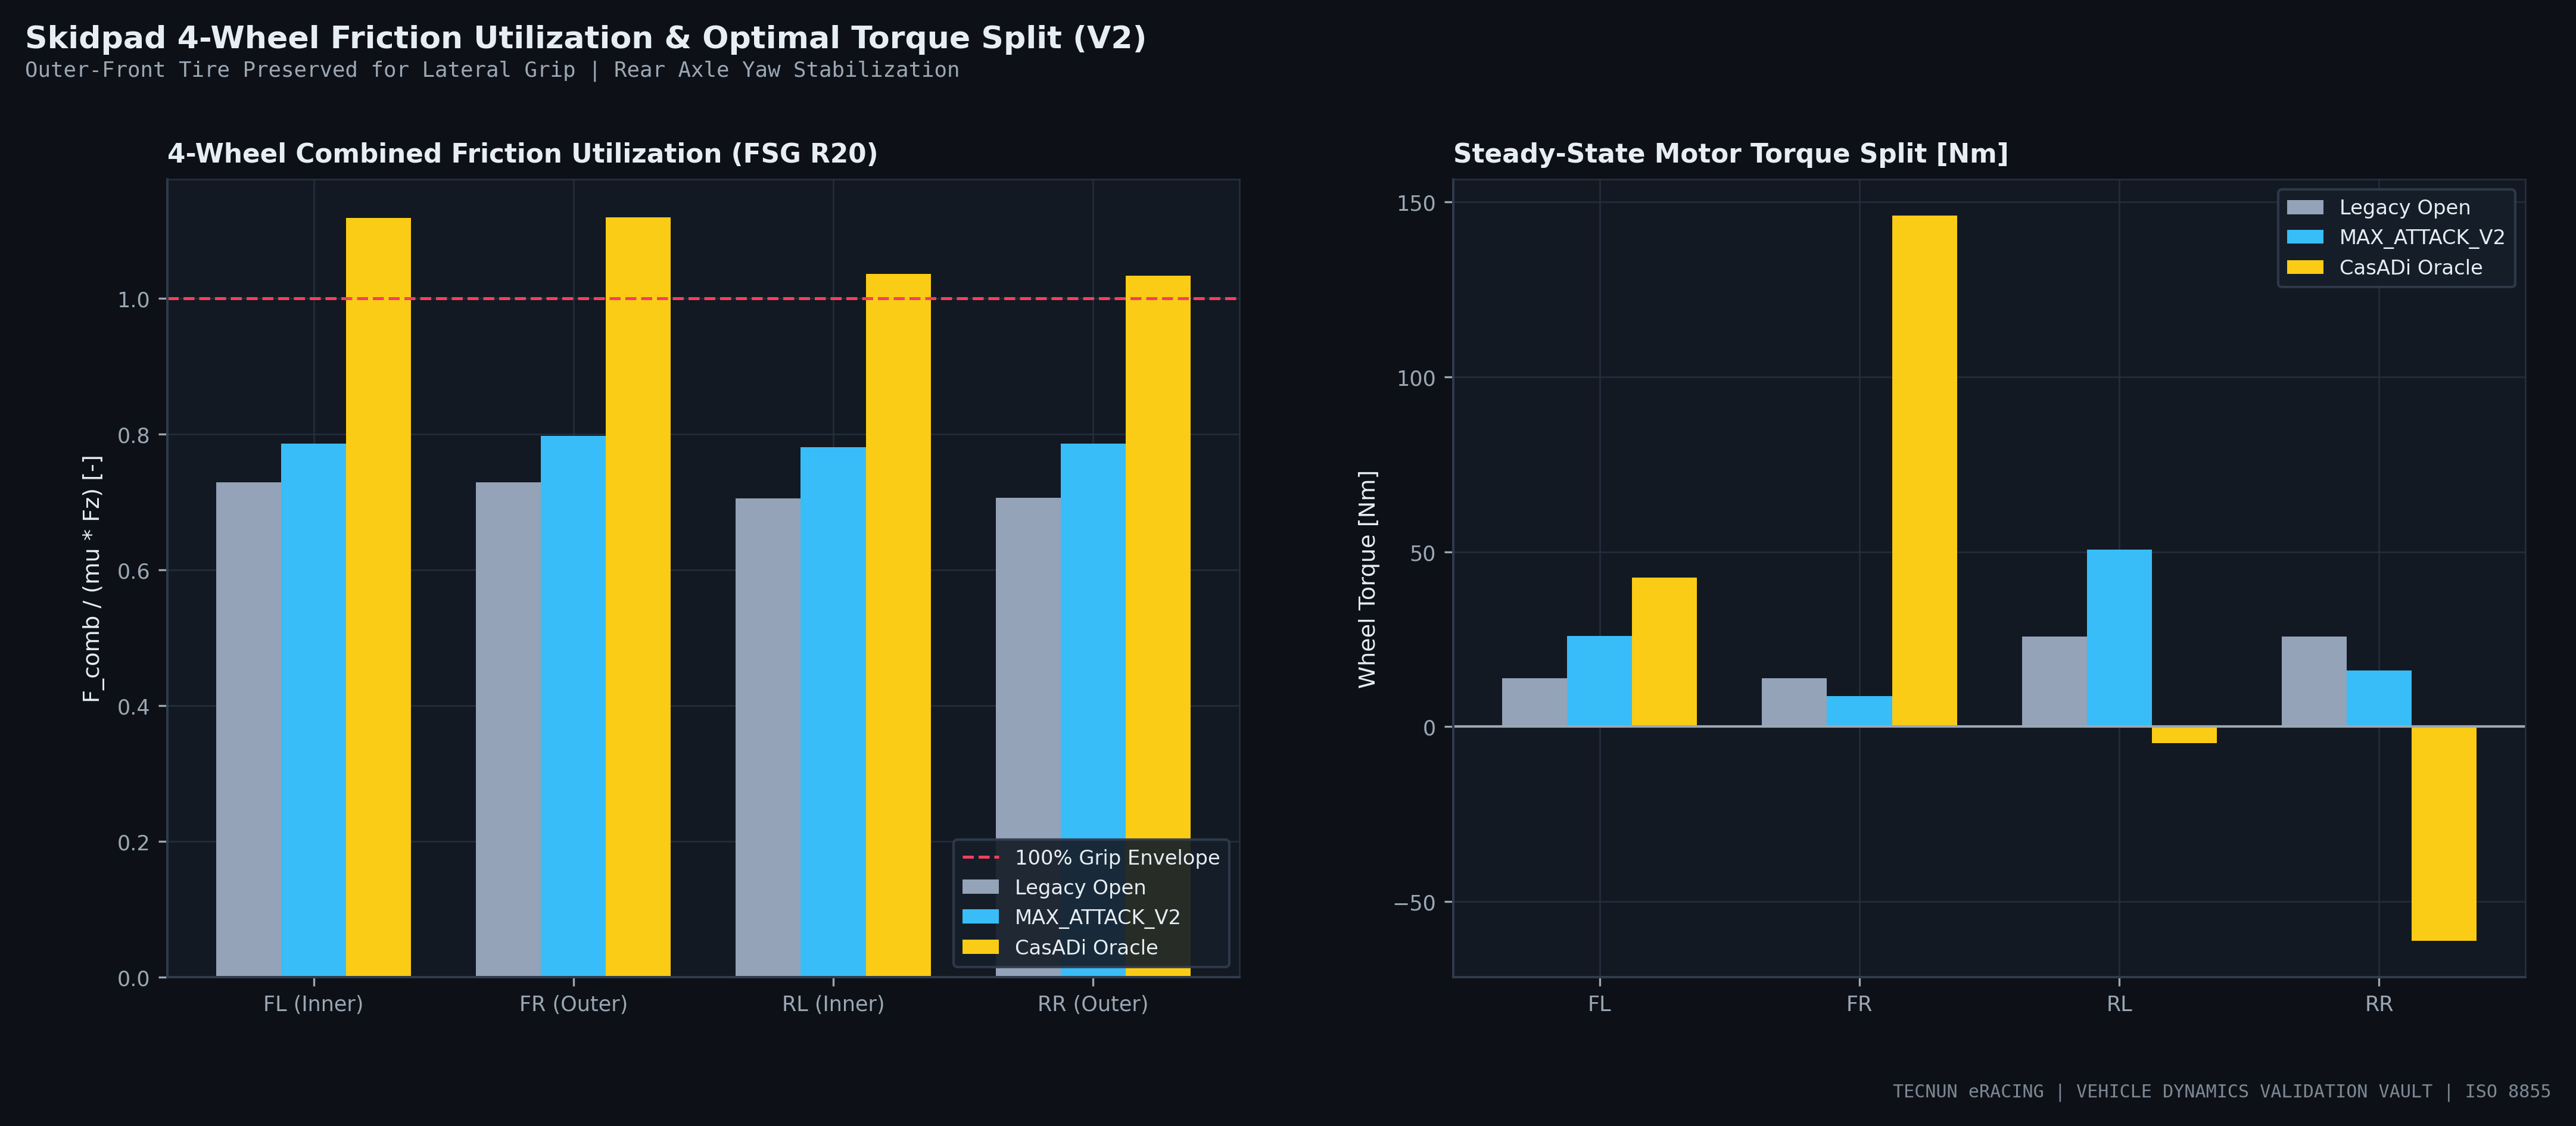 Skidpad 4-Wheel Friction Utilization & Optimal Torque Split (V2)
Outer-Front Tire Preserved for Lateral Grip | Rear Axle Yaw Stabilization
4-Wheel Combined Friction Utilization (FSG R20)
F_comb / (mu * Fz) [-]
1.0
0.8
0.6
0.4
0.2
0.0
FL (Inner)
FR (Outer)
RL (Inner)
RR (Outer)
100% Grip Envelope
Legacy Open
MAX_ATTACK_V2
CasADi Oracle
Steady-State Motor Torque Split [Nm]
Wheel Torque [Nm]
150
100
50
0
−50
FL
FR
RL
RR
Legacy Open
MAX_ATTACK_V2
CasADi Oracle
TECNUN eRACING | VEHICLE DYNAMICS VALIDATION VAULT | ISO 8855